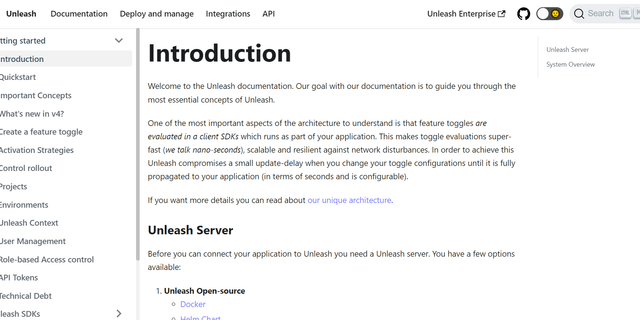 Unleash Documentation Deploy and manage Integrations API Unleash Enterprise Search
tting started
Introduction
Quickstart
Important Concepts
What's new in v4?
Create a feature toggle
Activation Strategies
Control rollout
Projects
Environments
Unleash Context
User Management
Role-based Access control
API Tokens
Technical Debt
leash SDKs
Introduction
Welcome to the Unleash documentation. Our goal with our documentation is to guide you through the
most essential concepts of Unleash.
One of the most important aspects of the architecture to understand is that feature toggles are
evaluated in a client SDKs which runs as part of your application. This makes toggle evaluations super-
fast (we talk nano-seconds), scalable and resilient against network disturbances. In order to achieve this
Unleash compromises a small update-delay when you change your toggle configurations until it is fully
propagated to your application (in terms of seconds and is configurable).
If you want more details you can read about our unique architecture.
Unleash Server
Before you can connect your application to Unleash you need a Unleash server. You have a few options
available:
1. Unleash Open-source
Docker
Helm Chart
Unleash Server
System Overview